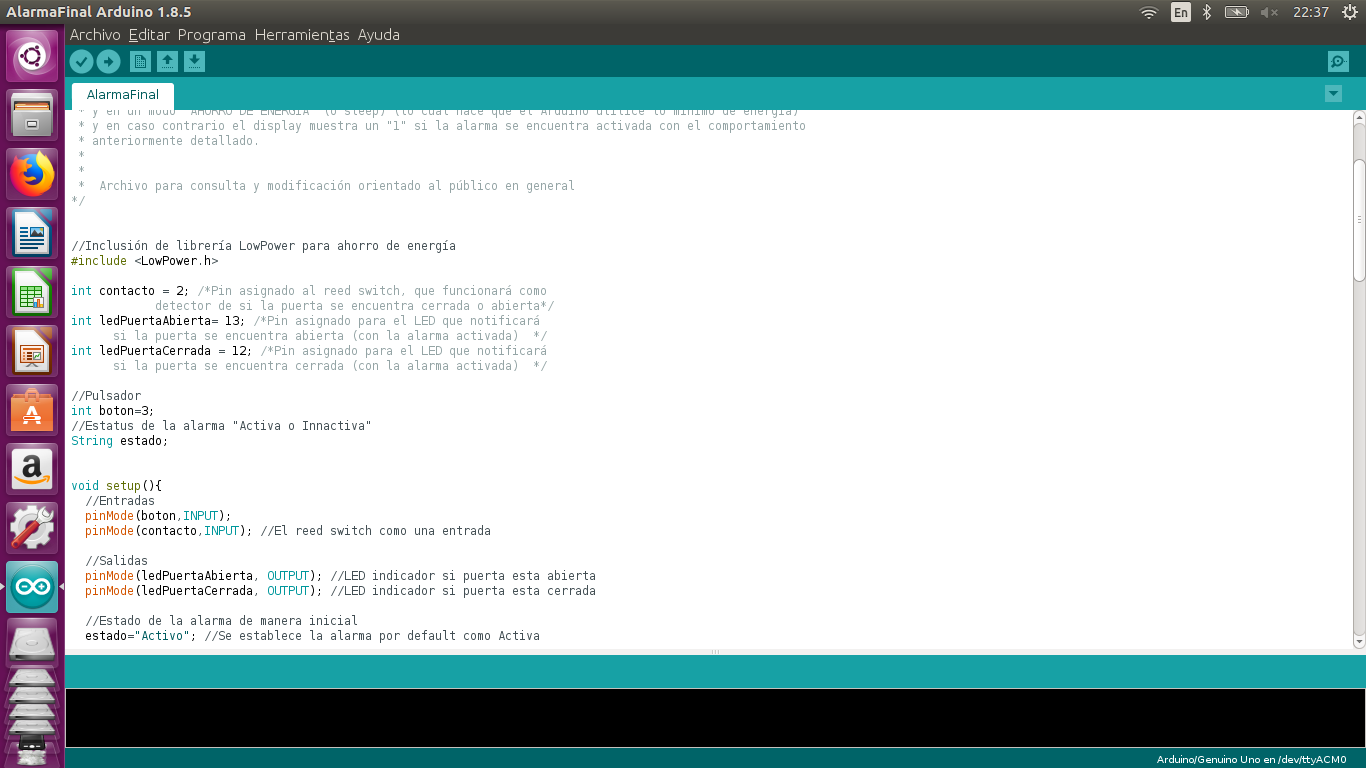 AlarmaFinal Arduino 1.8.5
En
22:37
Archivo Editar Programa Herramientas Ayuda
AlarmaFinal
* y en un modo "AHORRO DE ENERGÍA" (o sleep) (lo cual hace que el Arduino utilice lo mínimo de energía)
* y en caso contrario el display muestra un "1" si la alarma se encuentra activada con el comportamiento
* anteriormente detallado.
*
*
*  Archivo para consulta y modificación orientado al público en general
*/
//Inclusión de librería LowPower para ahorro de energía
#include <LowPower.h>
int contacto = 2; /*Pin asignado al reed switch, que funcionará como
detector de si la puerta se encuentra cerrada o abierta*/
int ledPuertaAbierta= 13; /*Pin asignado para el LED que notificará
si la puerta se encuentra abierta (con la alarma activada)  */
int ledPuertaCerrada = 12; /*Pin asignado para el LED que notificará
si la puerta se encuentra cerrada (con la alarma activada)  */
//Pulsador
int boton=3;
//Estatus de la alarma "Activa o Innactiva"
String estado;
void setup(){
//Entradas
pinMode(boton,INPUT);
pinMode(contacto,INPUT); //El reed switch como una entrada
//Salidas
pinMode(ledPuertaAbierta, OUTPUT); //LED indicador si puerta esta abierta
pinMode(ledPuertaCerrada, OUTPUT); //LED indicador si puerta esta cerrada
//Estado de la alarma de manera inicial
estado="Activo"; //Se establece la alarma por default como Activa
Arduino/Genuino Uno en /dev/ttyACM0